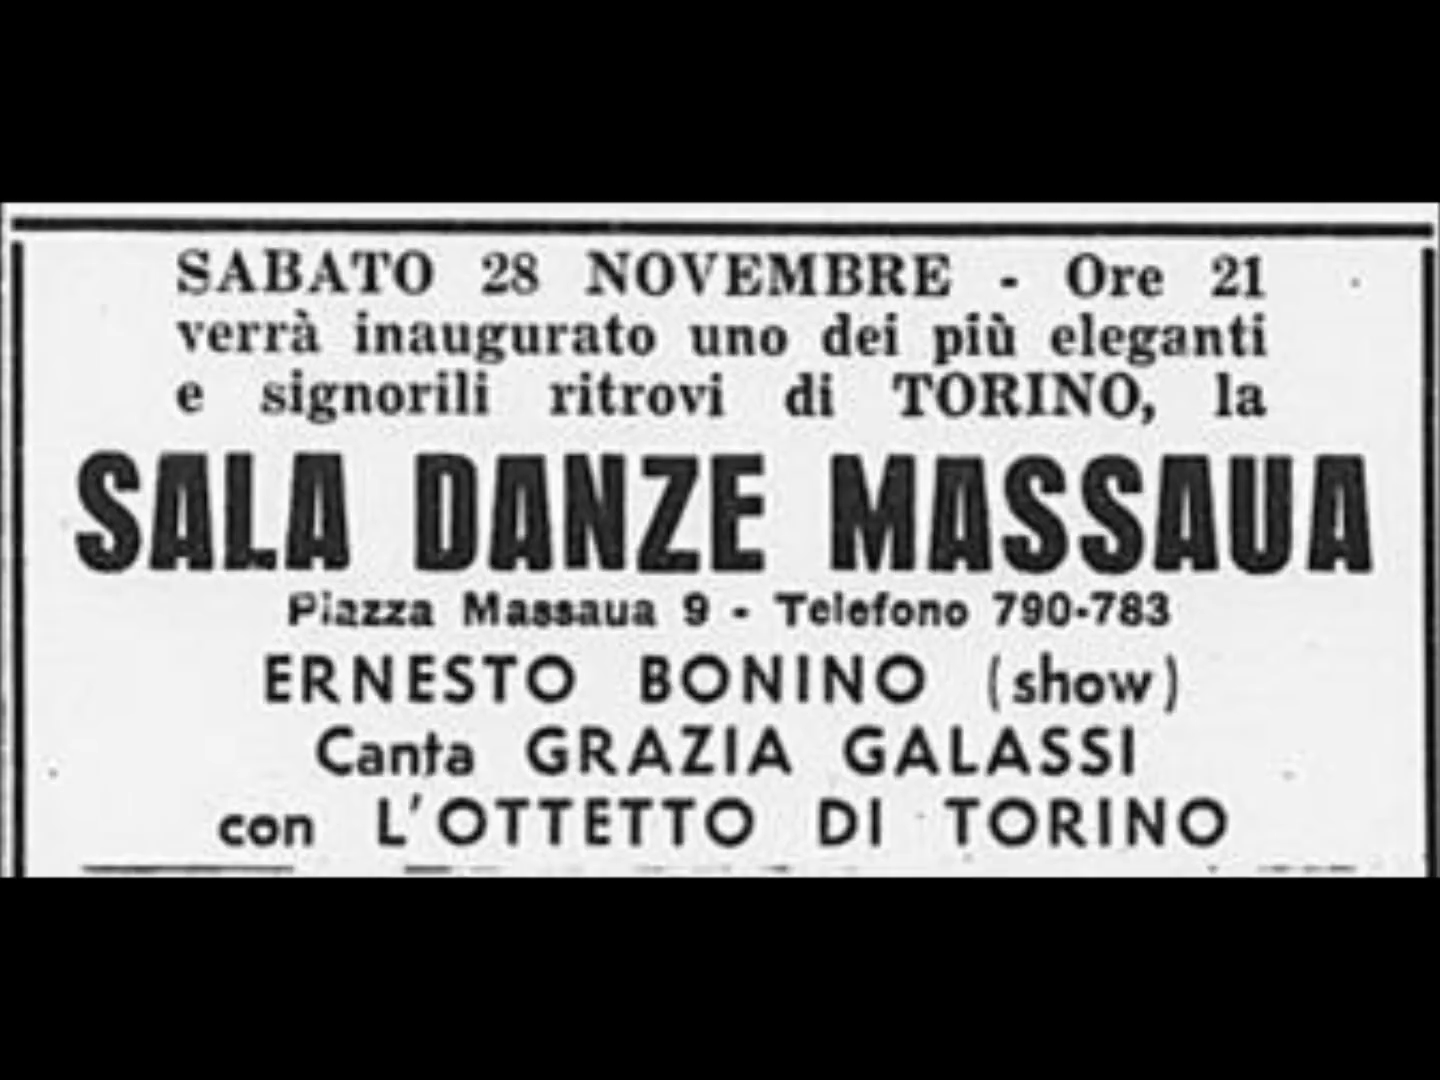 SABATO 28 NOVEMBRE - Ore 21
verrà inaugurato uno dei più eleganti
e signorili ritrovi di TORINO, la
SALA DANZE MASSAUA
Piazza Massaua 9 - Telefono 790-783
ERNESTO BONINO (show)
Canta GRAZIA GALASSI
con L'OTTETTO DI TORINO